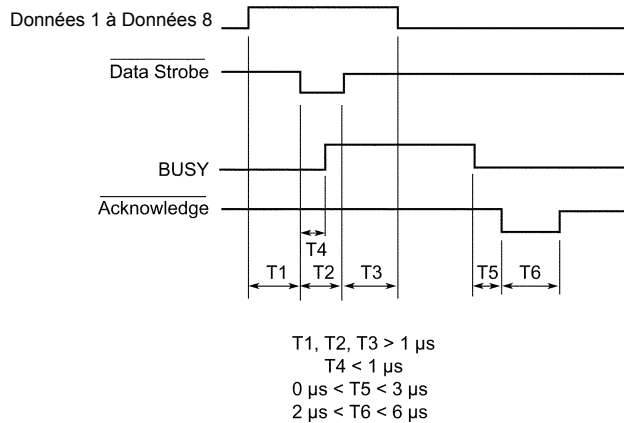 Données 1 à Données 8
Data Strobe
BUSY
Acknowledge
T4
T1 T2 T3 T5 T6
T1, T2, T3 > 1 µs
T4 < 1 µs
0 µs < T5 < 3 µs
2 µs < T6 < 6 µs